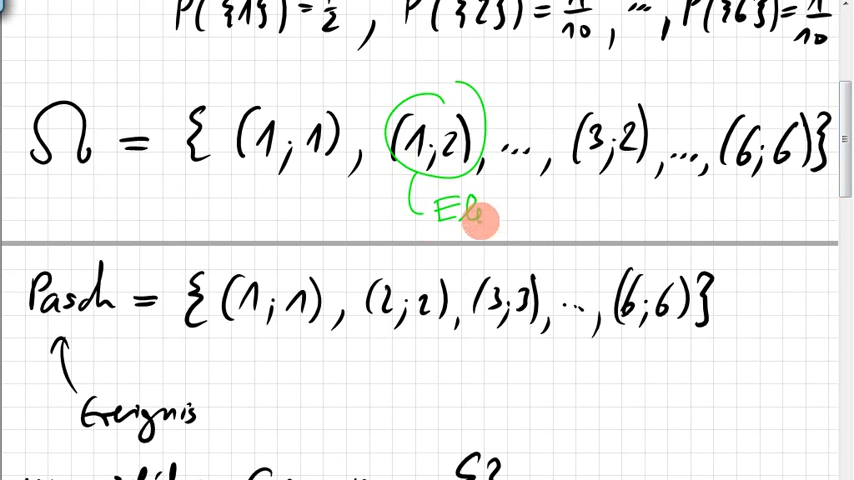 P({1}) = 1/2, P({2}) = 1/10, ..., P({6}) = 1/10
Ω = { (1;1), (1;2), ..., (3;2), ..., (6;6)}
Ele
Pasch = { (1;1), (2;2), (3;3), ..., (6;6)}
Ereignis